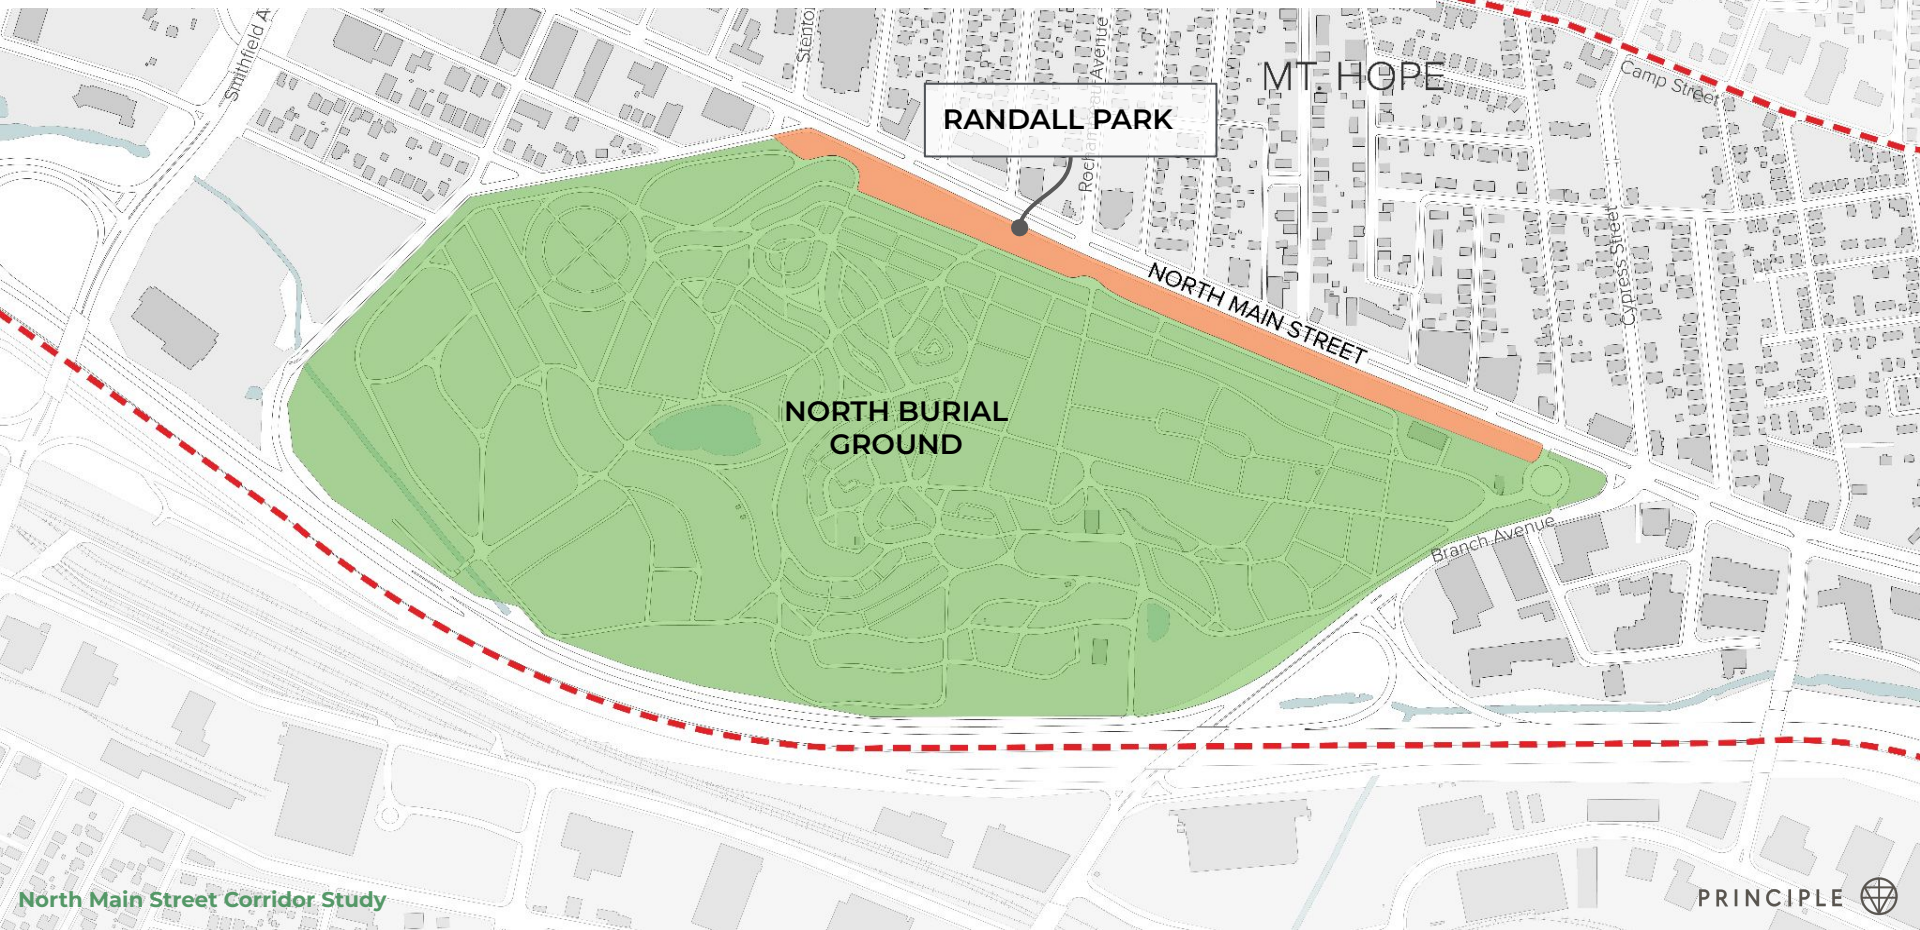 Smithfield A
Stento
Avenue
MT. HOPE
Camp Street
RANDALL PARK
NORTH MAIN STREET
Cypress Street
NORTH BURIAL
GROUND
Branch Avenue
North Main Street Corridor Study
PRINCIPLE